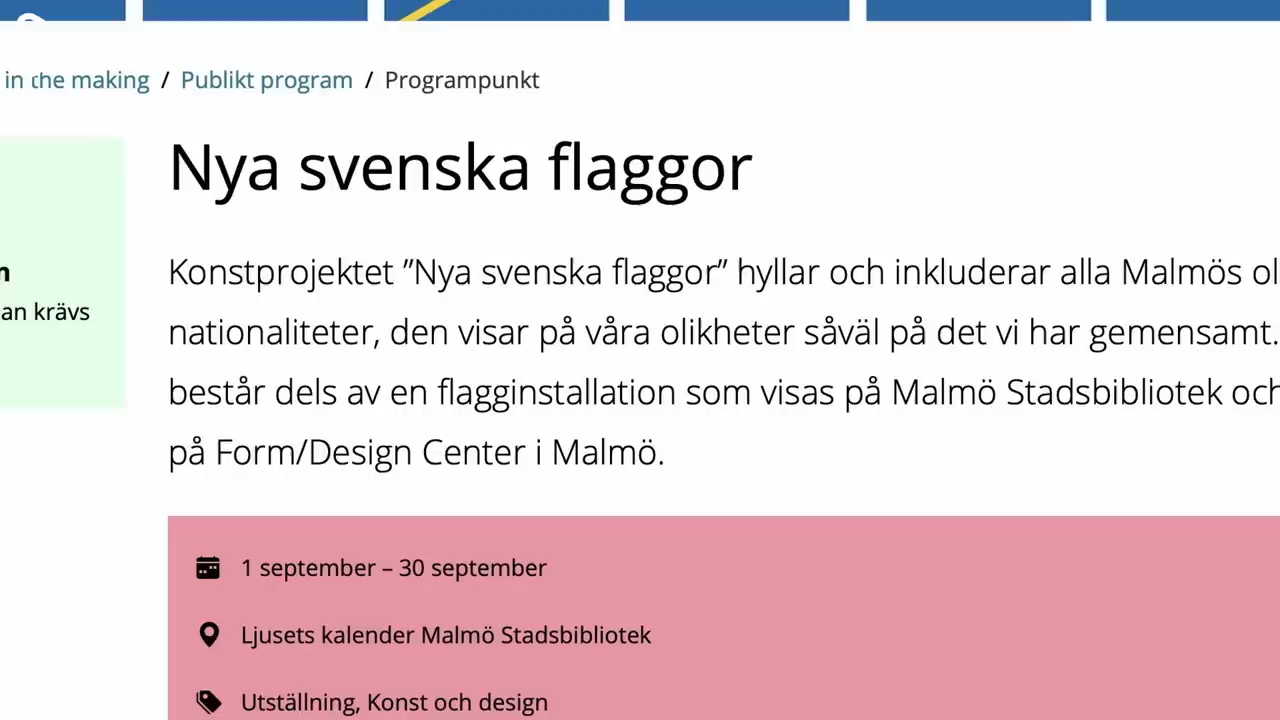 in the making / Publikt program / Programpunkt
Nya svenska flaggor
Konstprojektet ”Nya svenska flaggor” hyllar och inkluderar alla Malmös
an krävs
nationaliteter, den visar på våra olikheter såväl på det vi har gemensamt.
består dels av en flagginstallation som visas på Malmö Stadsbibliotek och
på Form/Design Center i Malmö.
1 september – 30 september
Ljusets kalender Malmö Stadsbibliotek
Utställning, Konst och design